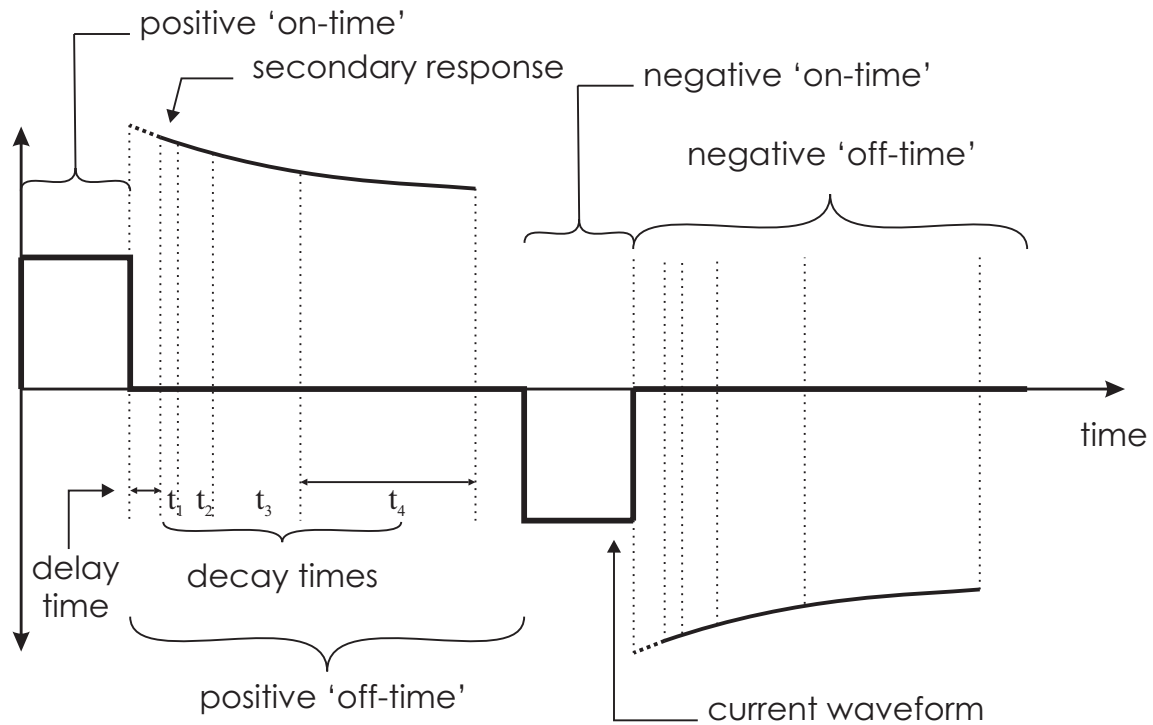 positive ‘on-time’
secondary response
negative ‘on-time’
negative ‘off-time’
time
t₁ t₂ t₃ t₄
delay
time
decay times
positive ‘off-time’
current waveform